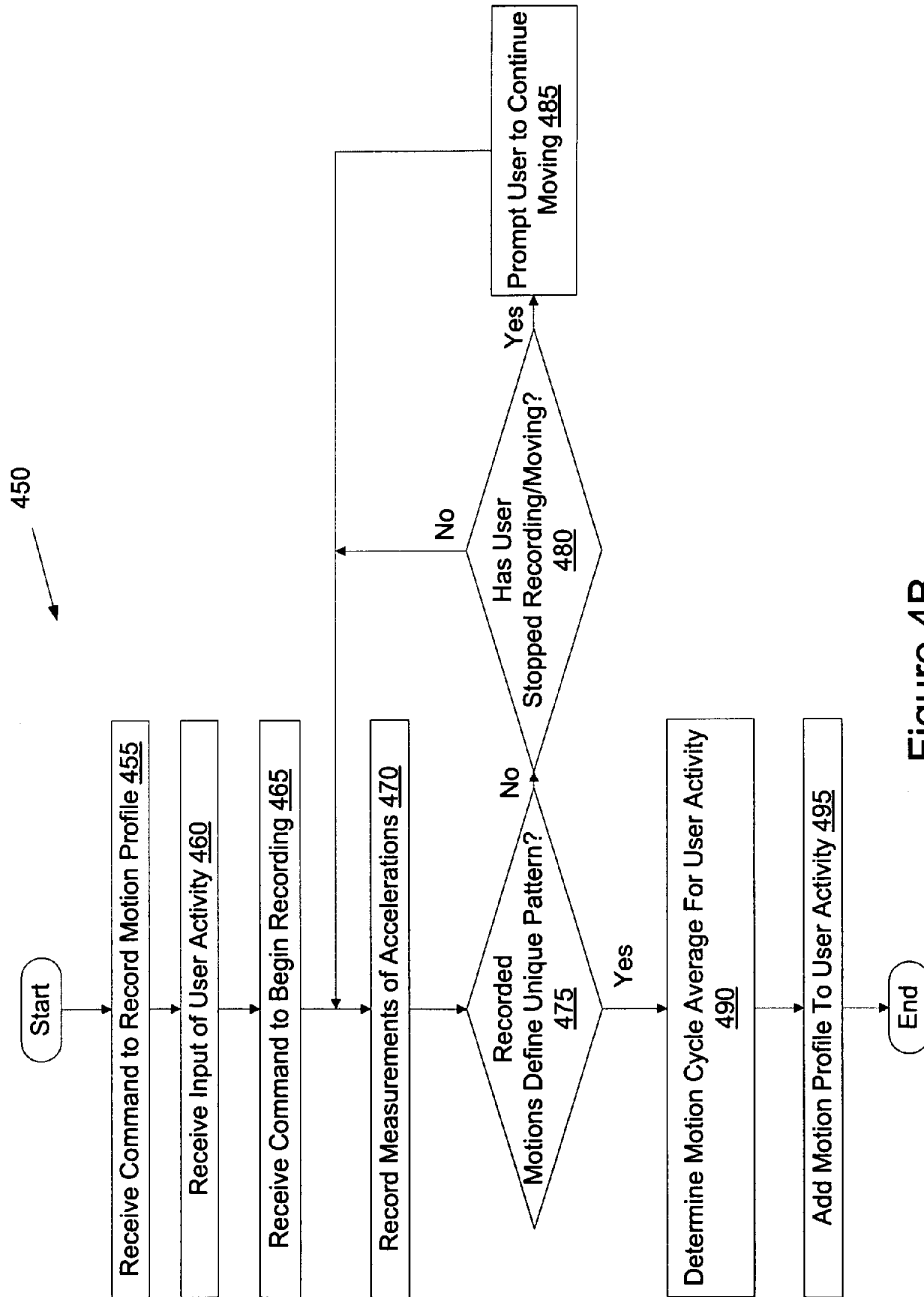 450
Start
Receive Command to Record Motion Profile 455
Receive Input of User Activity 460
Receive Command to Begin Recording 465
Record Measurements of Accelerations 470
Recorded
Motions Define Unique Pattern?
475
No
Yes
Has User
Stopped Recording/Moving?
480
No
Yes
Prompt User to Continue
Moving 485
Determine Motion Cycle Average For User Activity
490
Add Motion Profile To User Activity 495
End
Figure 4B